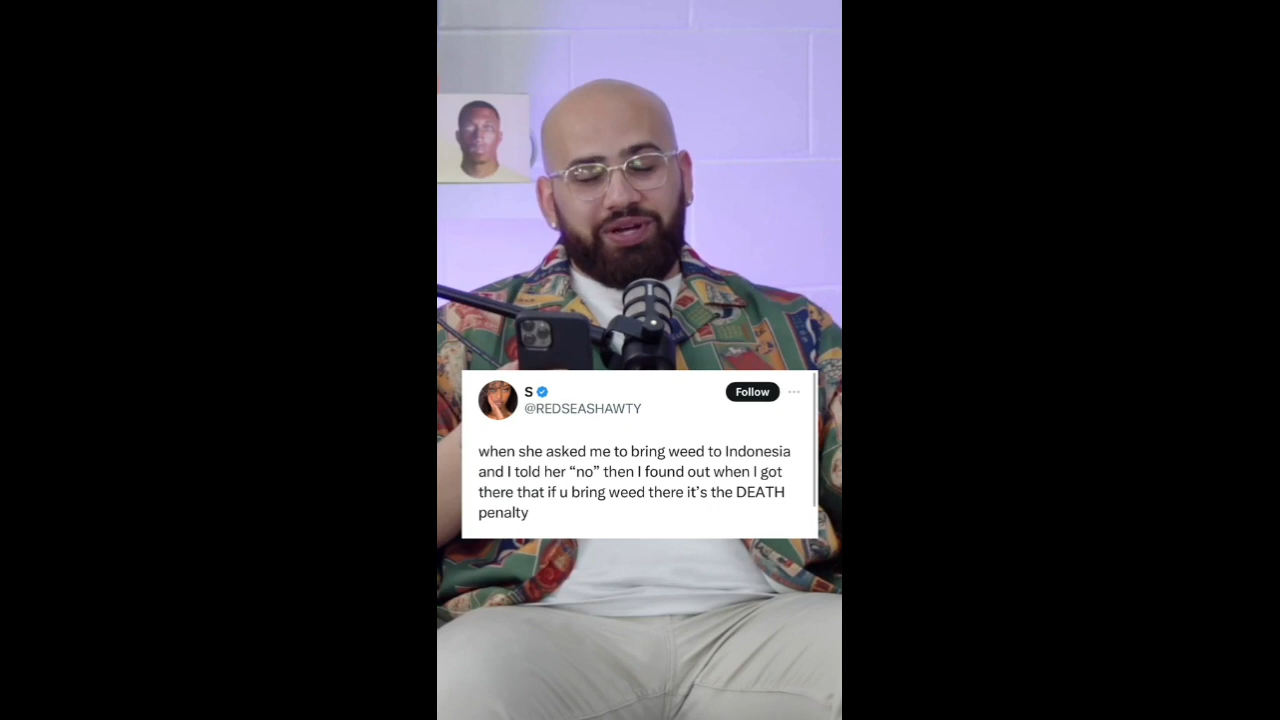 S
Follow
@REDSEASHAWTY
when she asked me to bring weed to Indonesia
and I told her “no” then I found out when I got
there that if u bring weed there it’s the DEATH
penalty